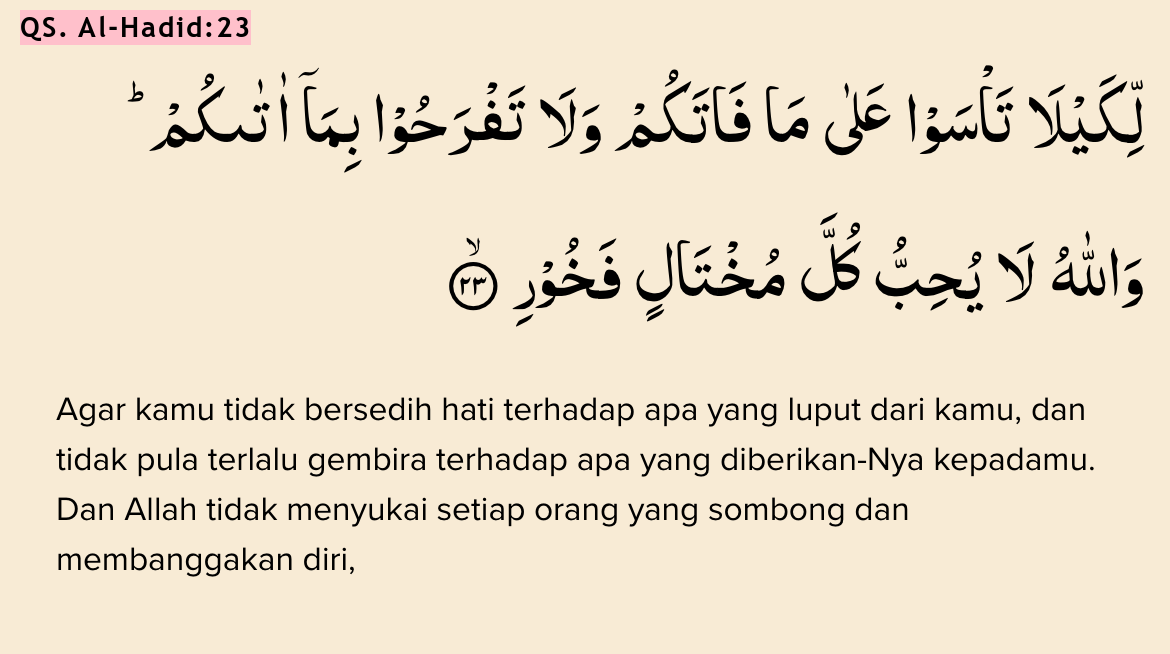 QS. Al-Hadid:23
لِّكَيْلَا تَأْسَوْا عَلٰى مَا فَاتَكُمْ وَلَا تَفْرَحُوْا بِمَآ اٰتٰىكُمْ ۗ
وَاللّٰهُ لَا يُحِبُّ كُلَّ مُخْتَالٍ فَخُوْرٍۙ ٢٣
Agar kamu tidak bersedih hati terhadap apa yang luput dari kamu, dan
tidak pula terlalu gembira terhadap apa yang diberikan-Nya kepadamu.
Dan Allah tidak menyukai setiap orang yang sombong dan
membanggakan diri,